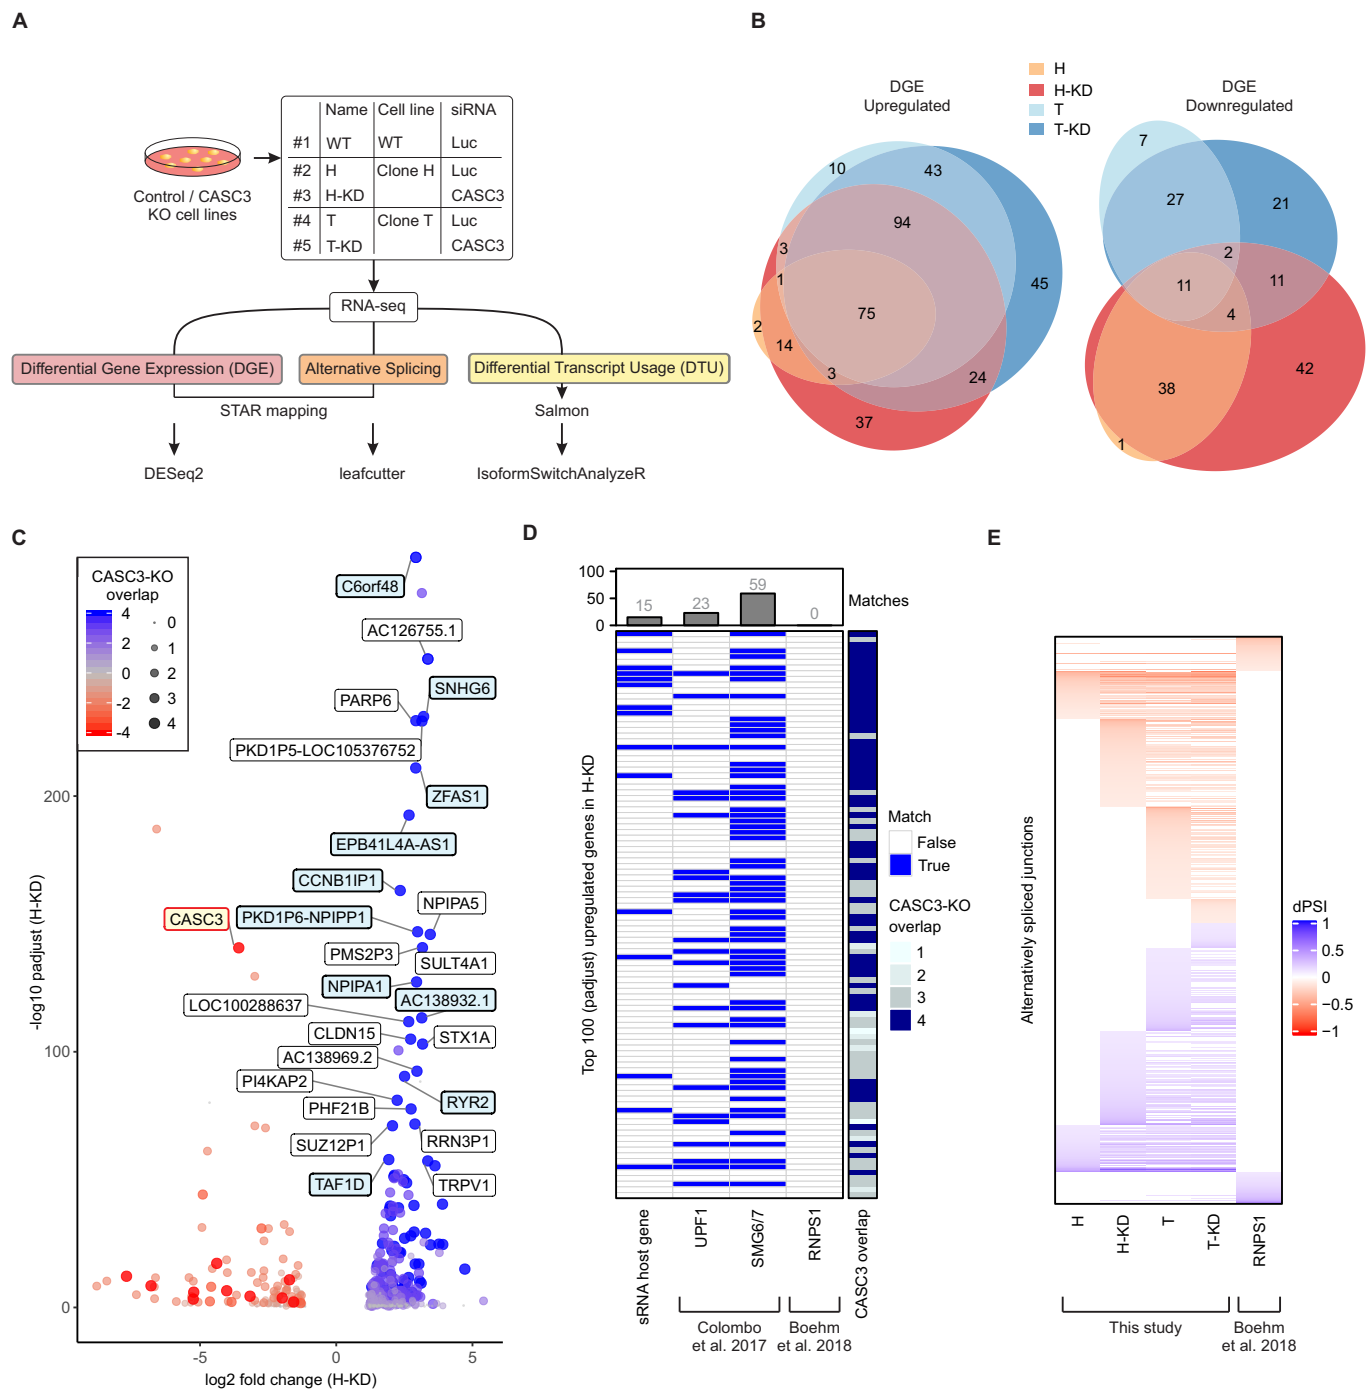 A
Name Cell line siRNA
#1 WT WT Luc
#2 H Clone H Luc
#3 H-KD CASC3
#4 T Clone T Luc
#5 T-KD CASC3
Control / CASC3
KO cell lines
RNA-seq
Differential Gene Expression (DGE)
Alternative Splicing
Differential Transcript Usage (DTU)
STAR mapping
Salmon
DESeq2
leafcutter
IsoformSwitchAnalyzeR
B
H
H-KD
T
T-KD
DGE
Upregulated
10
43
94
3
1
45
75
2
14
3
24
37
DGE
Downregulated
7
27
21
2
11
11
4
42
38
1
C
CASC3-KO
overlap
4
2
0
-2
-4
0
1
2
3
4
C6orf48
AC126755.1
SNHG6
PARP6
PKD1P5-LOC105376752
ZFAS1
EPB41L4A-AS1
CCNB1IP1
NPIPA5
CASC3
PKD1P6-NPIPP1
PMS2P3
SULT4A1
NPIPA1
AC138932.1
LOC100288637
CLDN15
STX1A
AC138969.2
PI4KAP2
RYR2
PHF21B
SUZ12P1
RRN3P1
TAF1D
TRPV1
200
100
0
-log10 padjust (H-KD)
-5
0
5
log2 fold change (H-KD)
D
100
50
0
15
23
59
0
Matches
Top 100 (padjust) upregulated genes in H-KD
Match
False
True
CASC3-KO
overlap
1
2
3
4
sRNA host gene
UPF1
SMG6/7
RNPS1
CASC3 overlap
Colombo
et al. 2017
Boehm
et al. 2018
E
Alternatively spliced junctions
dPSI
1
0.5
0
−0.5
−1
H
H-KD
T
T-KD
RNPS1
This study
Boehm
et al. 2018